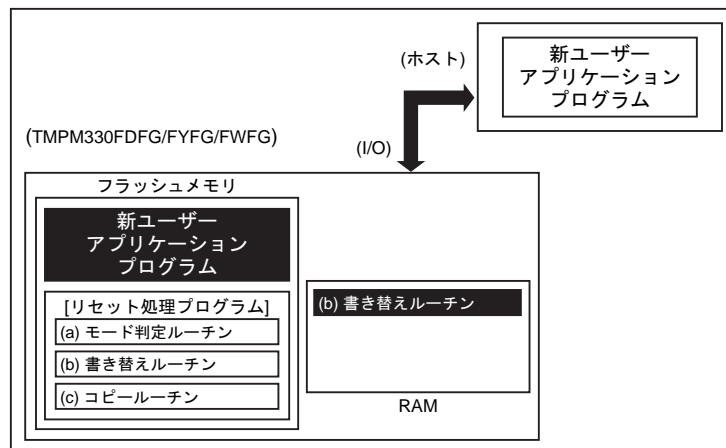 (ホスト)
新ユーザー
アプリケーション
プログラム
(TMPM330FDFG/FYFG/FWFG)
(I/O)
フラッシュメモリ
新ユーザー
アプリケーション
プログラム
[リセット処理プログラム]
(a) モード判定ルーチン
(b) 書き替えルーチン
(c) コピールーチン
(b) 書き替えルーチン
RAM